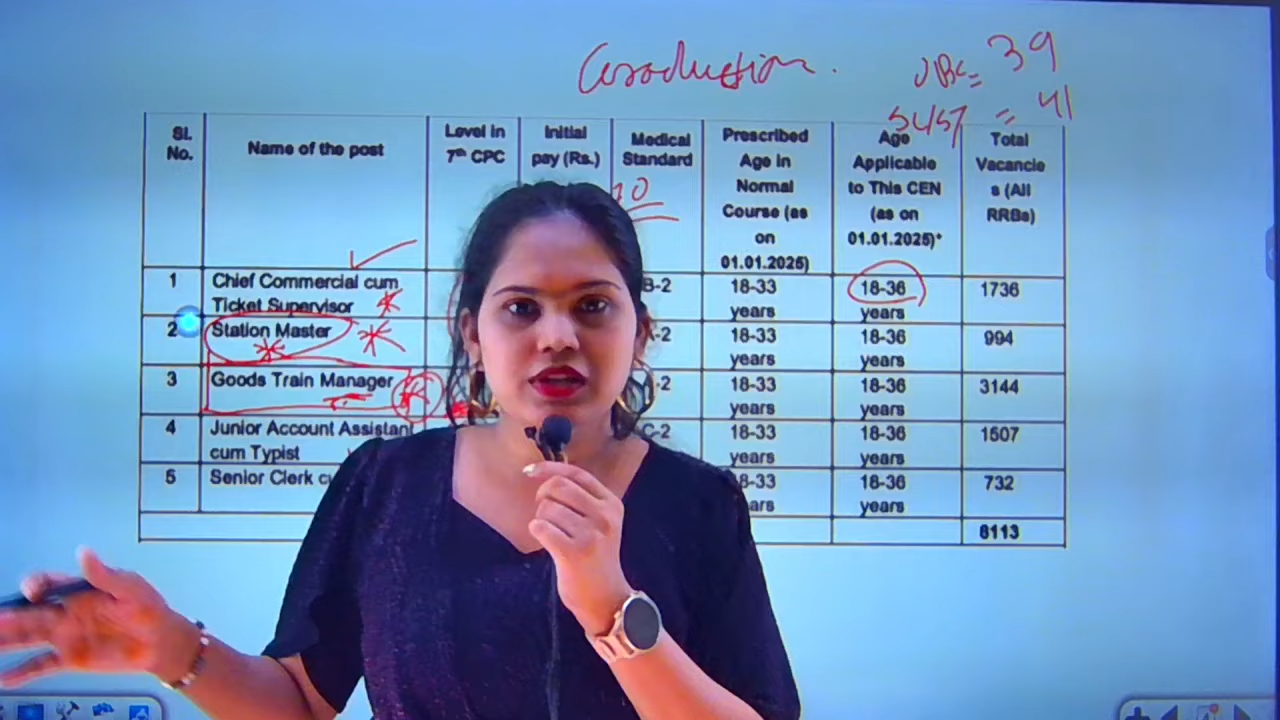 Graduation.
OBC = 39
SC/ST = 41
Sl. No. Name of the post Level in 7th CPC Initial pay (Rs.) Medical Standard Prescribed Age in Normal Course (as on 01.01.2025) Age Applicable to This CEN (as on 01.01.2025)* Total Vacancies (All RRBs)
1 Chief Commercial cum Ticket Supervisor B-2 18-33 years 18-36 years 1736
2 Station Master -2 18-33 years 18-36 years 994
3 Goods Train Manager -2 18-33 years 18-36 years 3144
4 Junior Account Assistant cum Typist C-2 18-33 years 18-36 years 1507
5 Senior Clerk 18-33 years 18-36 years 732
8113